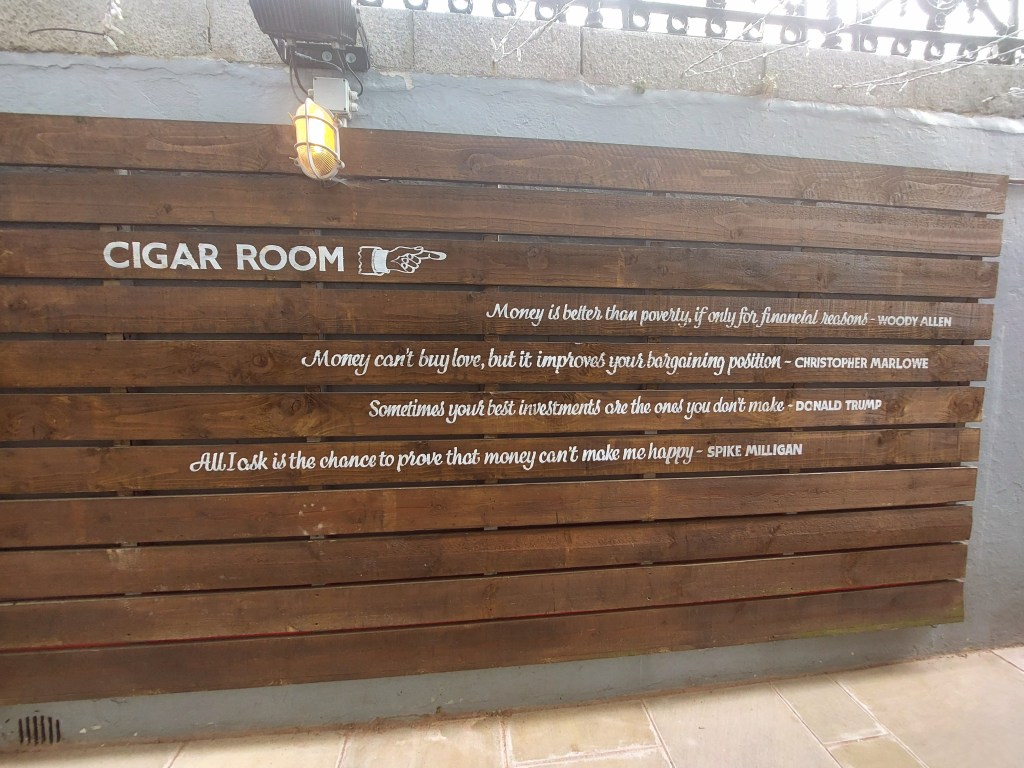 CIGAR ROOM
Money is better than poverty, if only for financial reasons - WOODY ALLEN
Money can't buy love, but it improves your bargaining position - CHRISTOPHER MARLOWE
Sometimes your best investments are the ones you don't make - DONALD TRUMP
All I ask is the chance to prove that money can't make me happy - SPIKE MILLIGAN